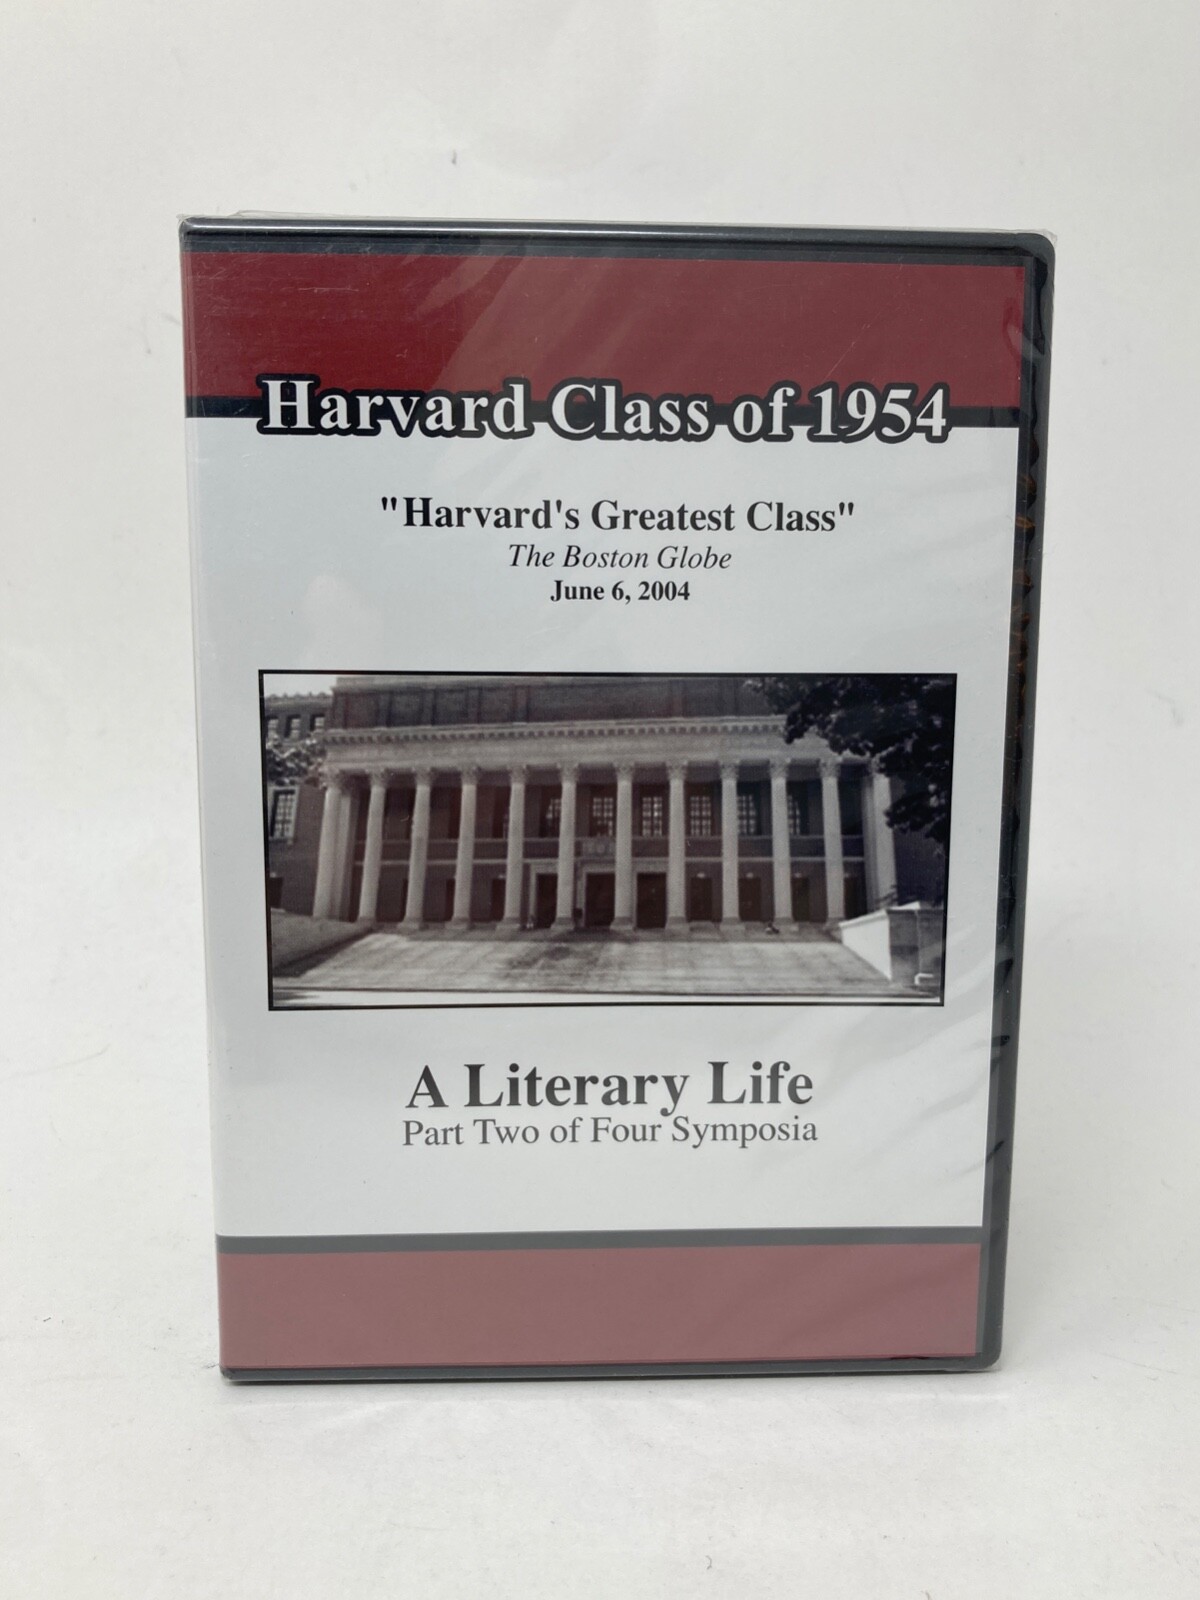 Harvard Class of 1954
"Harvard's Greatest Class"
The Boston Globe
June 6, 2004
A Literary Life
Part Two of Four Symposia